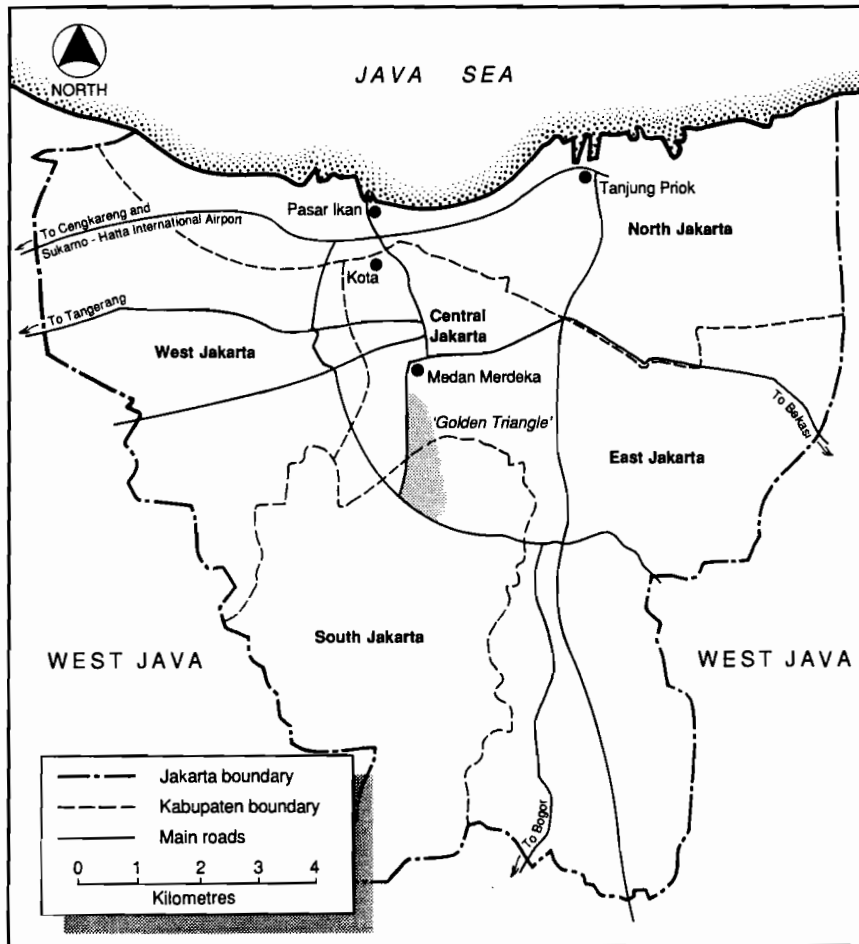 JAVA SEA
NORTH
Pasar Ikan
Tanjung Priok
To Cengkareng and
Sukarno - Hatta International Airport
North Jakarta
Kota
To Tangerang
Central
Jakarta
West Jakarta
Medan Merdeka
To Bekasi
'Golden Triangle'
East Jakarta
South Jakarta
WEST JAVA
WEST JAVA
Jakarta boundary
Kabupaten boundary
Main roads
0 1 2 3 4
Kilometres
To Bogor